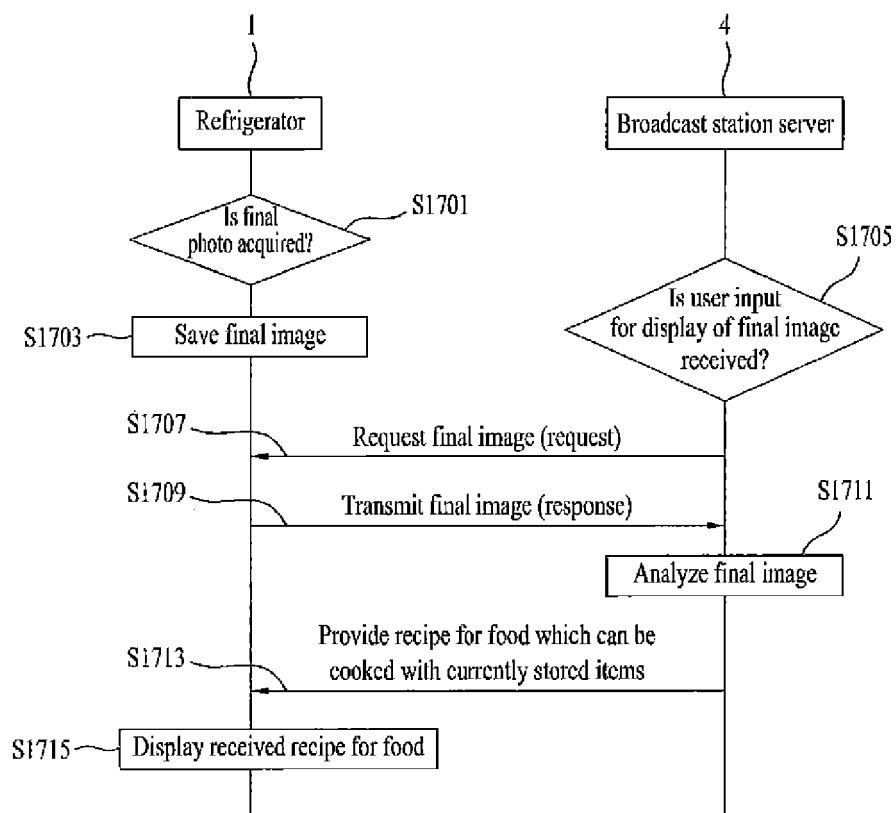 1
4
Refrigerator
Broadcast station server
Is final
photo acquired?
S1701
S1705
Is user input
for display of final image
received?
S1703
Save final image
S1707
Request final image (request)
S1709
Transmit final image (response)
S1711
Analyze final image
Provide recipe for food which can be
cooked with currently stored items
S1713
S1715
Display received recipe for food